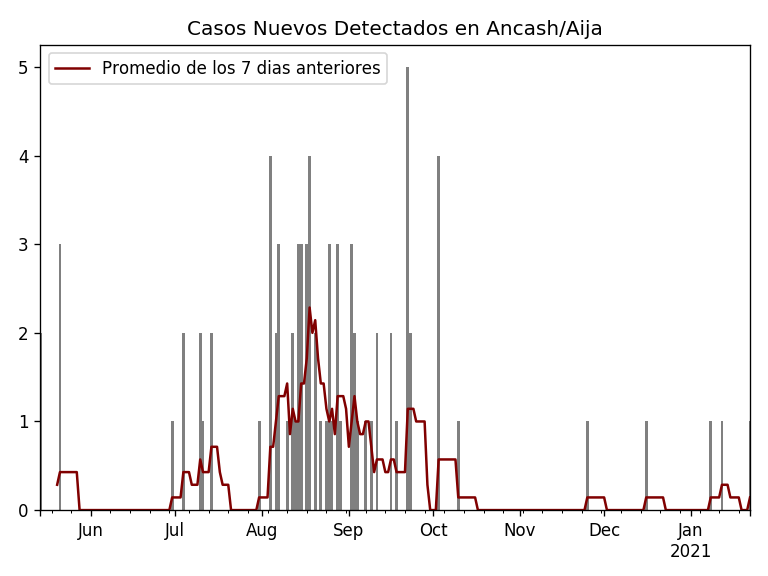 Casos Nuevos Detectados en Ancash/Aija
Promedio de los 7 dias anteriores
5
4
3
2
1
0
Jun Jul Aug Sep Oct Nov Dec Jan
2021